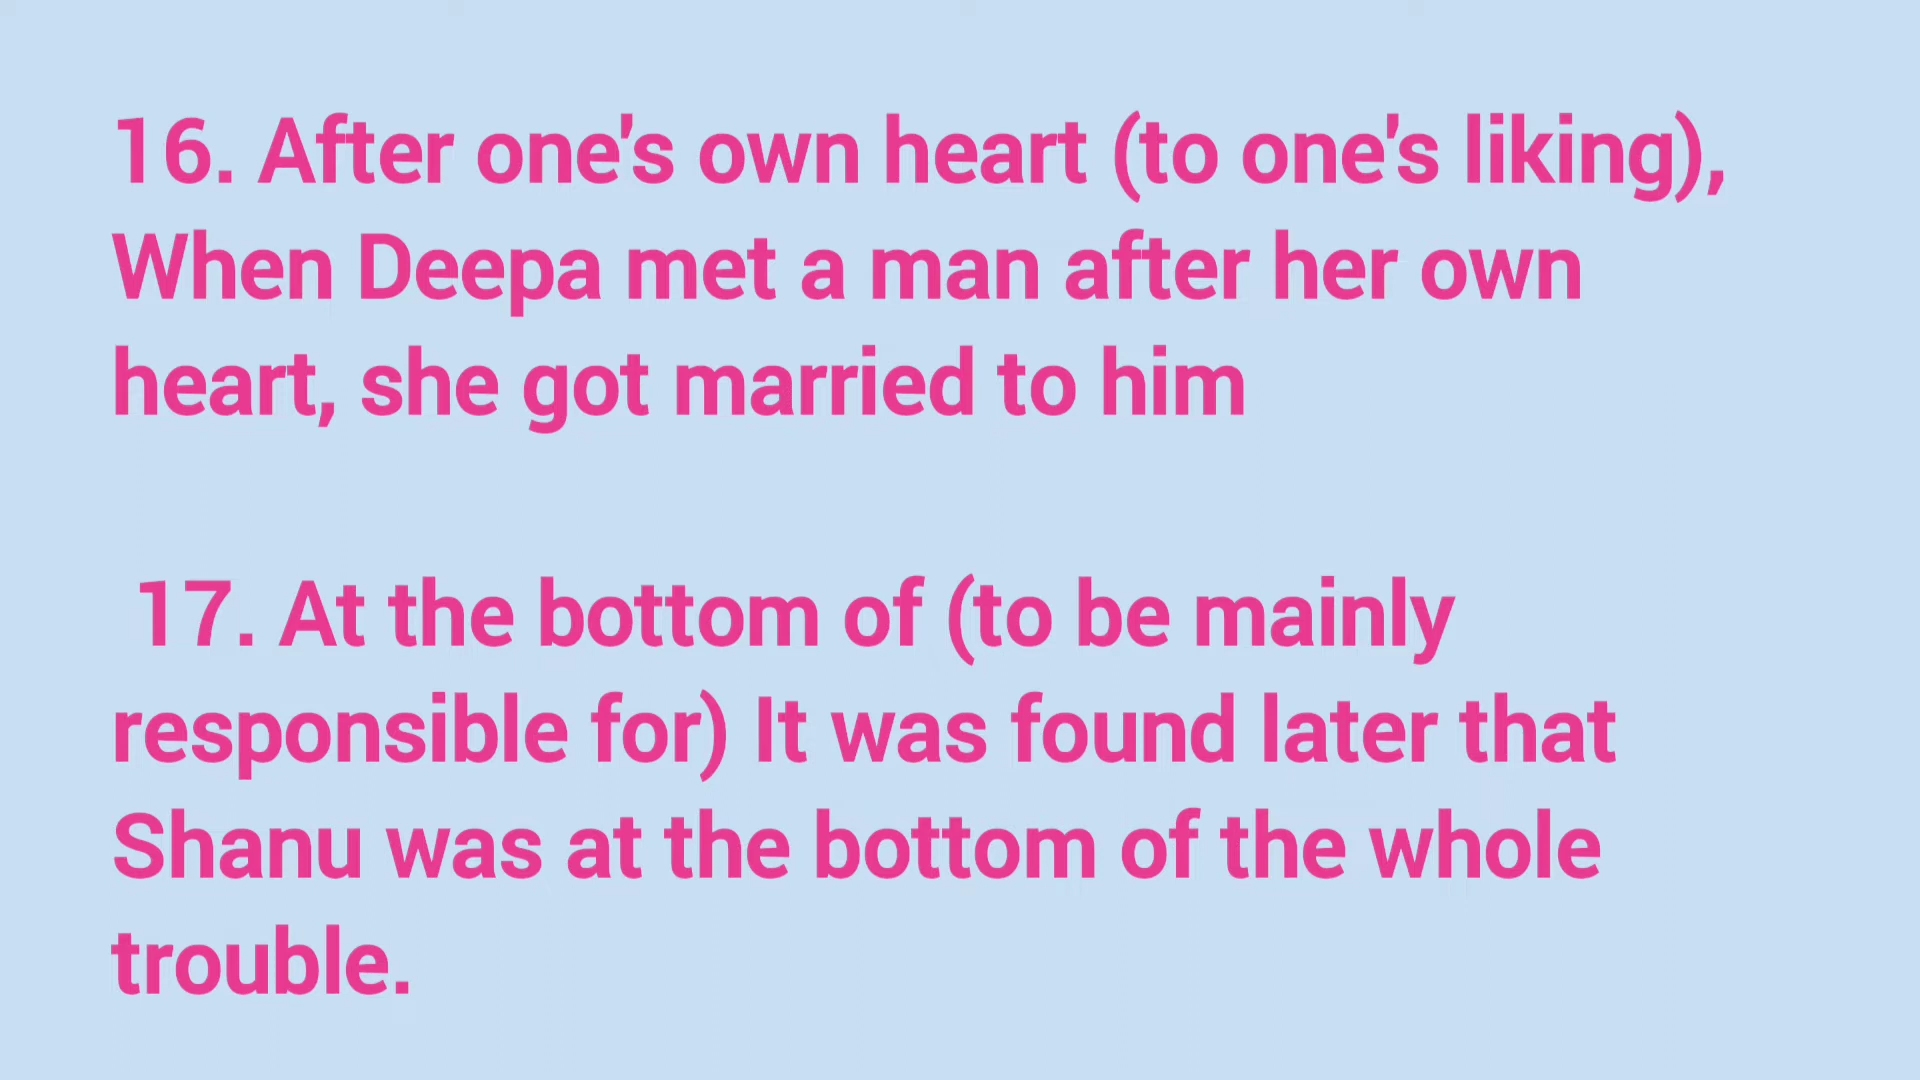 16. After one's own heart (to one's liking),
When Deepa met a man after her own
heart, she got married to him
17. At the bottom of (to be mainly
responsible for) It was found later that
Shanu was at the bottom of the whole
trouble.